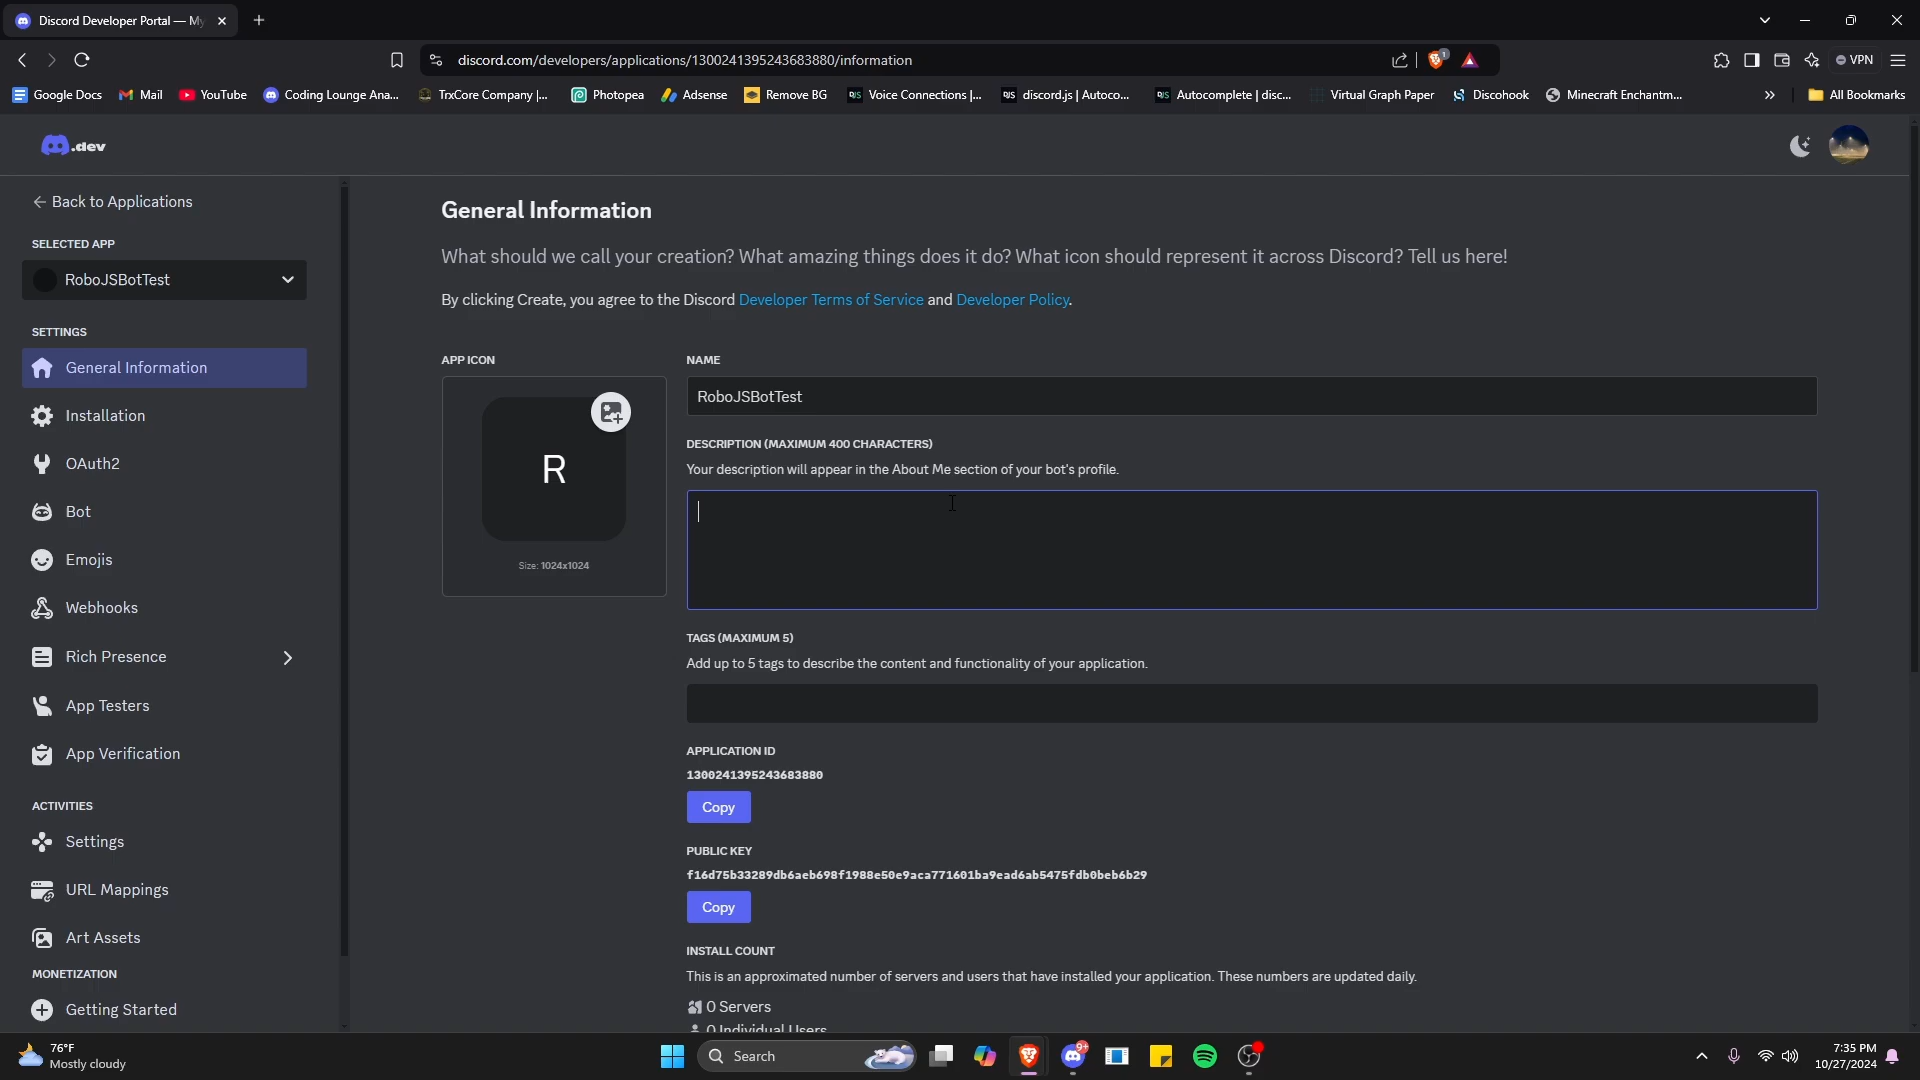 Discord Developer Portal — My
discord.com/developers/applications/1300241395243683880/information
1
VPN
Google Docs
Mail
YouTube
Coding Lounge Ana...
TrxCore Company |...
Photopea
Adsense
Remove BG
Voice Connections |...
discord.js | Autoco...
Autocomplete | disc...
Virtual Graph Paper
Discohook
Minecraft Enchantm...
All Bookmarks
.dev
Back to Applications
SELECTED APP
RoboJSBotTest
SETTINGS
General Information
Installation
OAuth2
Bot
Emojis
Webhooks
Rich Presence
App Testers
App Verification
ACTIVITIES
Settings
URL Mappings
Art Assets
MONETIZATION
Getting Started
General Information
What should we call your creation? What amazing things does it do? What icon should represent it across Discord? Tell us here!
By clicking Create, you agree to the Discord Developer Terms of Service and Developer Policy.
APP ICON
R
Size: 1024x1024
NAME
RoboJSBotTest
DESCRIPTION (MAXIMUM 400 CHARACTERS)
Your description will appear in the About Me section of your bot's profile.
TAGS (MAXIMUM 5)
Add up to 5 tags to describe the content and functionality of your application.
APPLICATION ID
1300241395243683880
Copy
PUBLIC KEY
f16d75b33289db6aeb698f1988e50e9aca771601ba9ead6ab5475fdb0beb6b29
Copy
INSTALL COUNT
This is an approximated number of servers and users that have installed your application. These numbers are updated daily.
0 Servers
0 Individual Users
76°F
Mostly cloudy
Search
9+
7:35 PM
10/27/2024